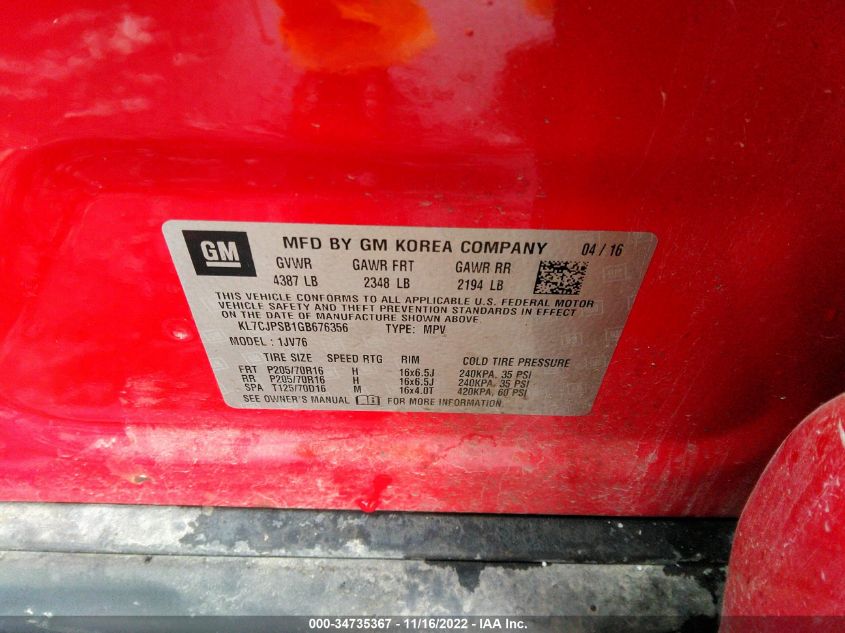 GM MFD BY GM KOREA COMPANY 04 / 16
GVWR GAWR FRT GAWR RR
4387 LB 2348 LB 2194 LB
THIS VEHICLE CONFORMS TO ALL APPLICABLE U.S. FEDERAL MOTOR
VEHICLE SAFETY AND THEFT PREVENTION STANDARDS IN EFFECT ON
THE DATE OF MANUFACTURE SHOWN ABOVE.
KL7CJPSB1GB676356 TYPE: MPV
MODEL : 1JV76
TIRE SIZE SPEED RTG RIM COLD TIRE PRESSURE
FRT P205/70R16 H 16x6.5J 240KPA, 35 PSI
RR P205/70R16 H 16x6.5J 240KPA, 35 PSI
SPA T125/70D16 M 16x4.0T 420KPA, 60 PSI
SEE OWNER'S MANUAL FOR MORE INFORMATION
000-34735367 - 11/16/2022 - IAA Inc.